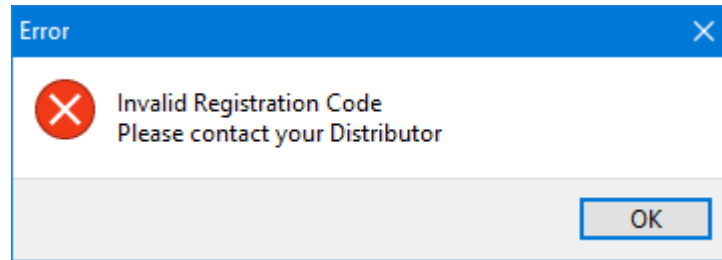 Error
Invalid Registration Code
Please contact your Distributor
OK